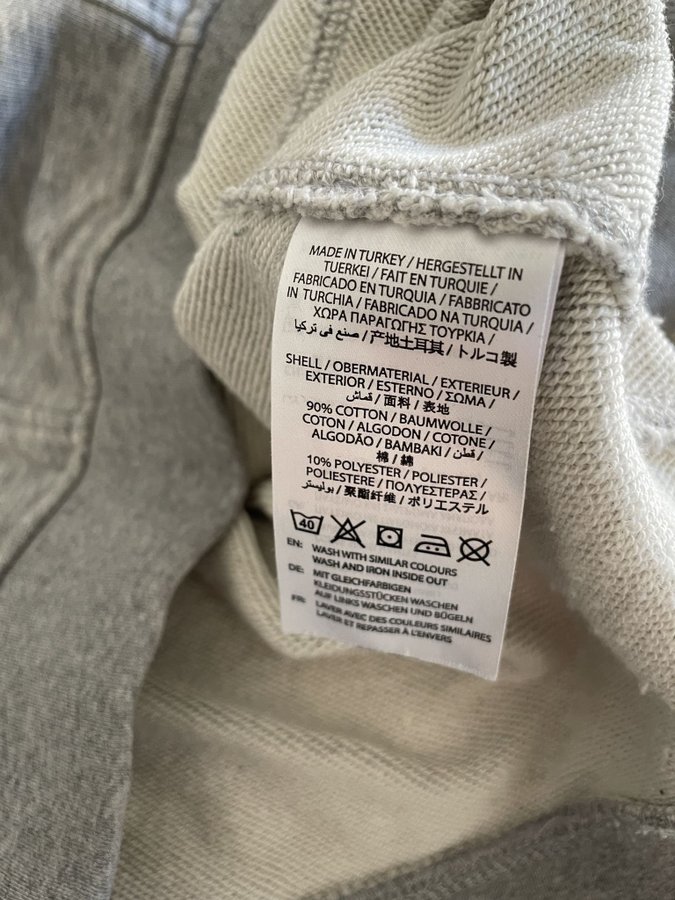 MADE IN TURKEY / HERGESTELLT IN
TUERKEI / FAIT EN TURQUIE /
FABRICADO EN TURQUIA / FABBRICATO
IN TURCHIA / FABRICADO NA TURQUIA /
ΧΩΡΑ ΠΑΡΑΓΩΓΗΣ ΤΟΥΡΚΙΑ /
صنع في تركيا / 产地土耳其 / トルコ製
SHELL / OBERMATERIAL / EXTERIEUR /
EXTERIOR / ESTERNO / ΣΩΜΑ /
قماش / 面料 / 表地
90% COTTON / BAUMWOLLE /
COTON / ALGODON / COTONE /
ALGODÃO / BAMBAKI / قطن /
棉 / 綿
10% POLYESTER / POLYESTER /
POLIESTERE / ΠΟΛΥΕΣΤΕΡΑΣ /
بوليستر / 聚酯纤维 / ポリエステル
40
EN: WASH WITH SIMILAR COLOURS
WASH AND IRON INSIDE OUT
DE: MIT GLEICHFARBIGEN
KLEIDUNGSSTÜCKEN WASCHEN
AUF LINKS WASCHEN UND BÜGELN
FR: LAVER AVEC DES COULEURS SIMILAIRES
LAVER ET REPASSER À L'ENVERS